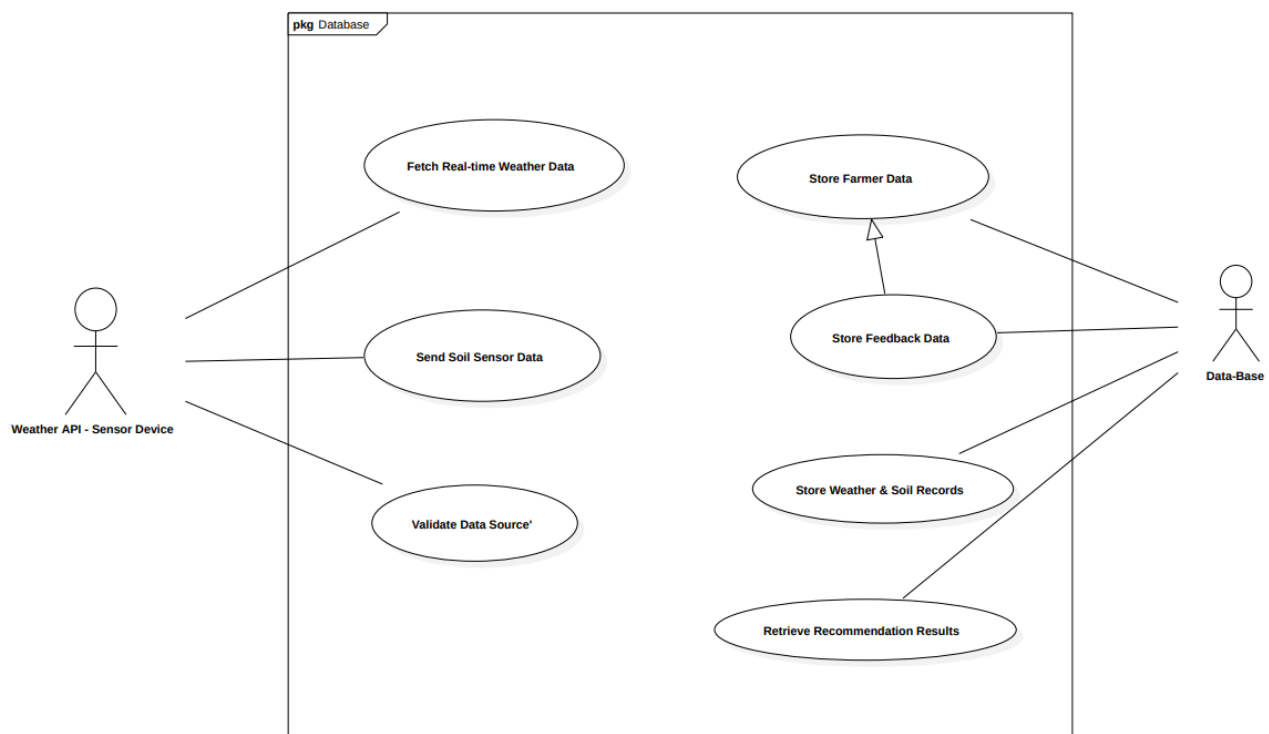 pkg Database
Fetch Real-time Weather Data
Store Farmer Data
Send Soil Sensor Data
Store Feedback Data
Data-Base
Weather API - Sensor Device
Store Weather & Soil Records
Validate Data Source'
Retrieve Recommendation Results